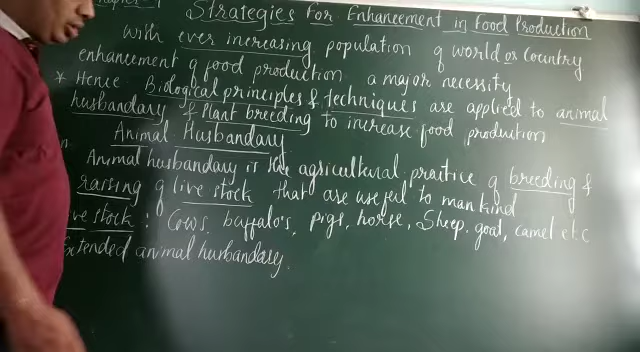 Strategies for Enhancement in Food Production
with ever increasing population of world or Country
enhancement of food production a major necessity
* Hence Biological principles & techniques are applied to animal
husbandary & Plant breeding to increase food production
Animal Husbandary
Animal husbandary is the agricultural practice of breeding &
raising of live stock that are useful to mankind
ve stock : Cows, buffalo's, pigs, horse, Sheep, goat, camel etc
Extended animal husbandary.